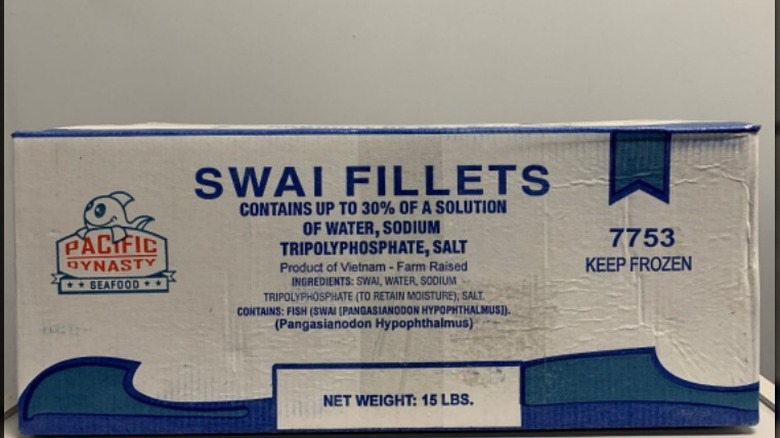 SWAI FILLETS
CONTAINS UP TO 30% OF A SOLUTION
OF WATER, SODIUM
TRIPOLYPHOSPHATE, SALT
Product of Vietnam - Farm Raised
INGREDIENTS: SWAI, WATER, SODIUM
TRIPOLYPHOSPHATE (TO RETAIN MOISTURE), SALT.
CONTAINS: FISH (SWAI [PANGASIANODON HYPOPHTHALMUS]).
(Pangasianodon Hypophthalmus)
PACIFIC
DYNASTY
SEAFOOD
7753
KEEP FROZEN
NET WEIGHT: 15 LBS.